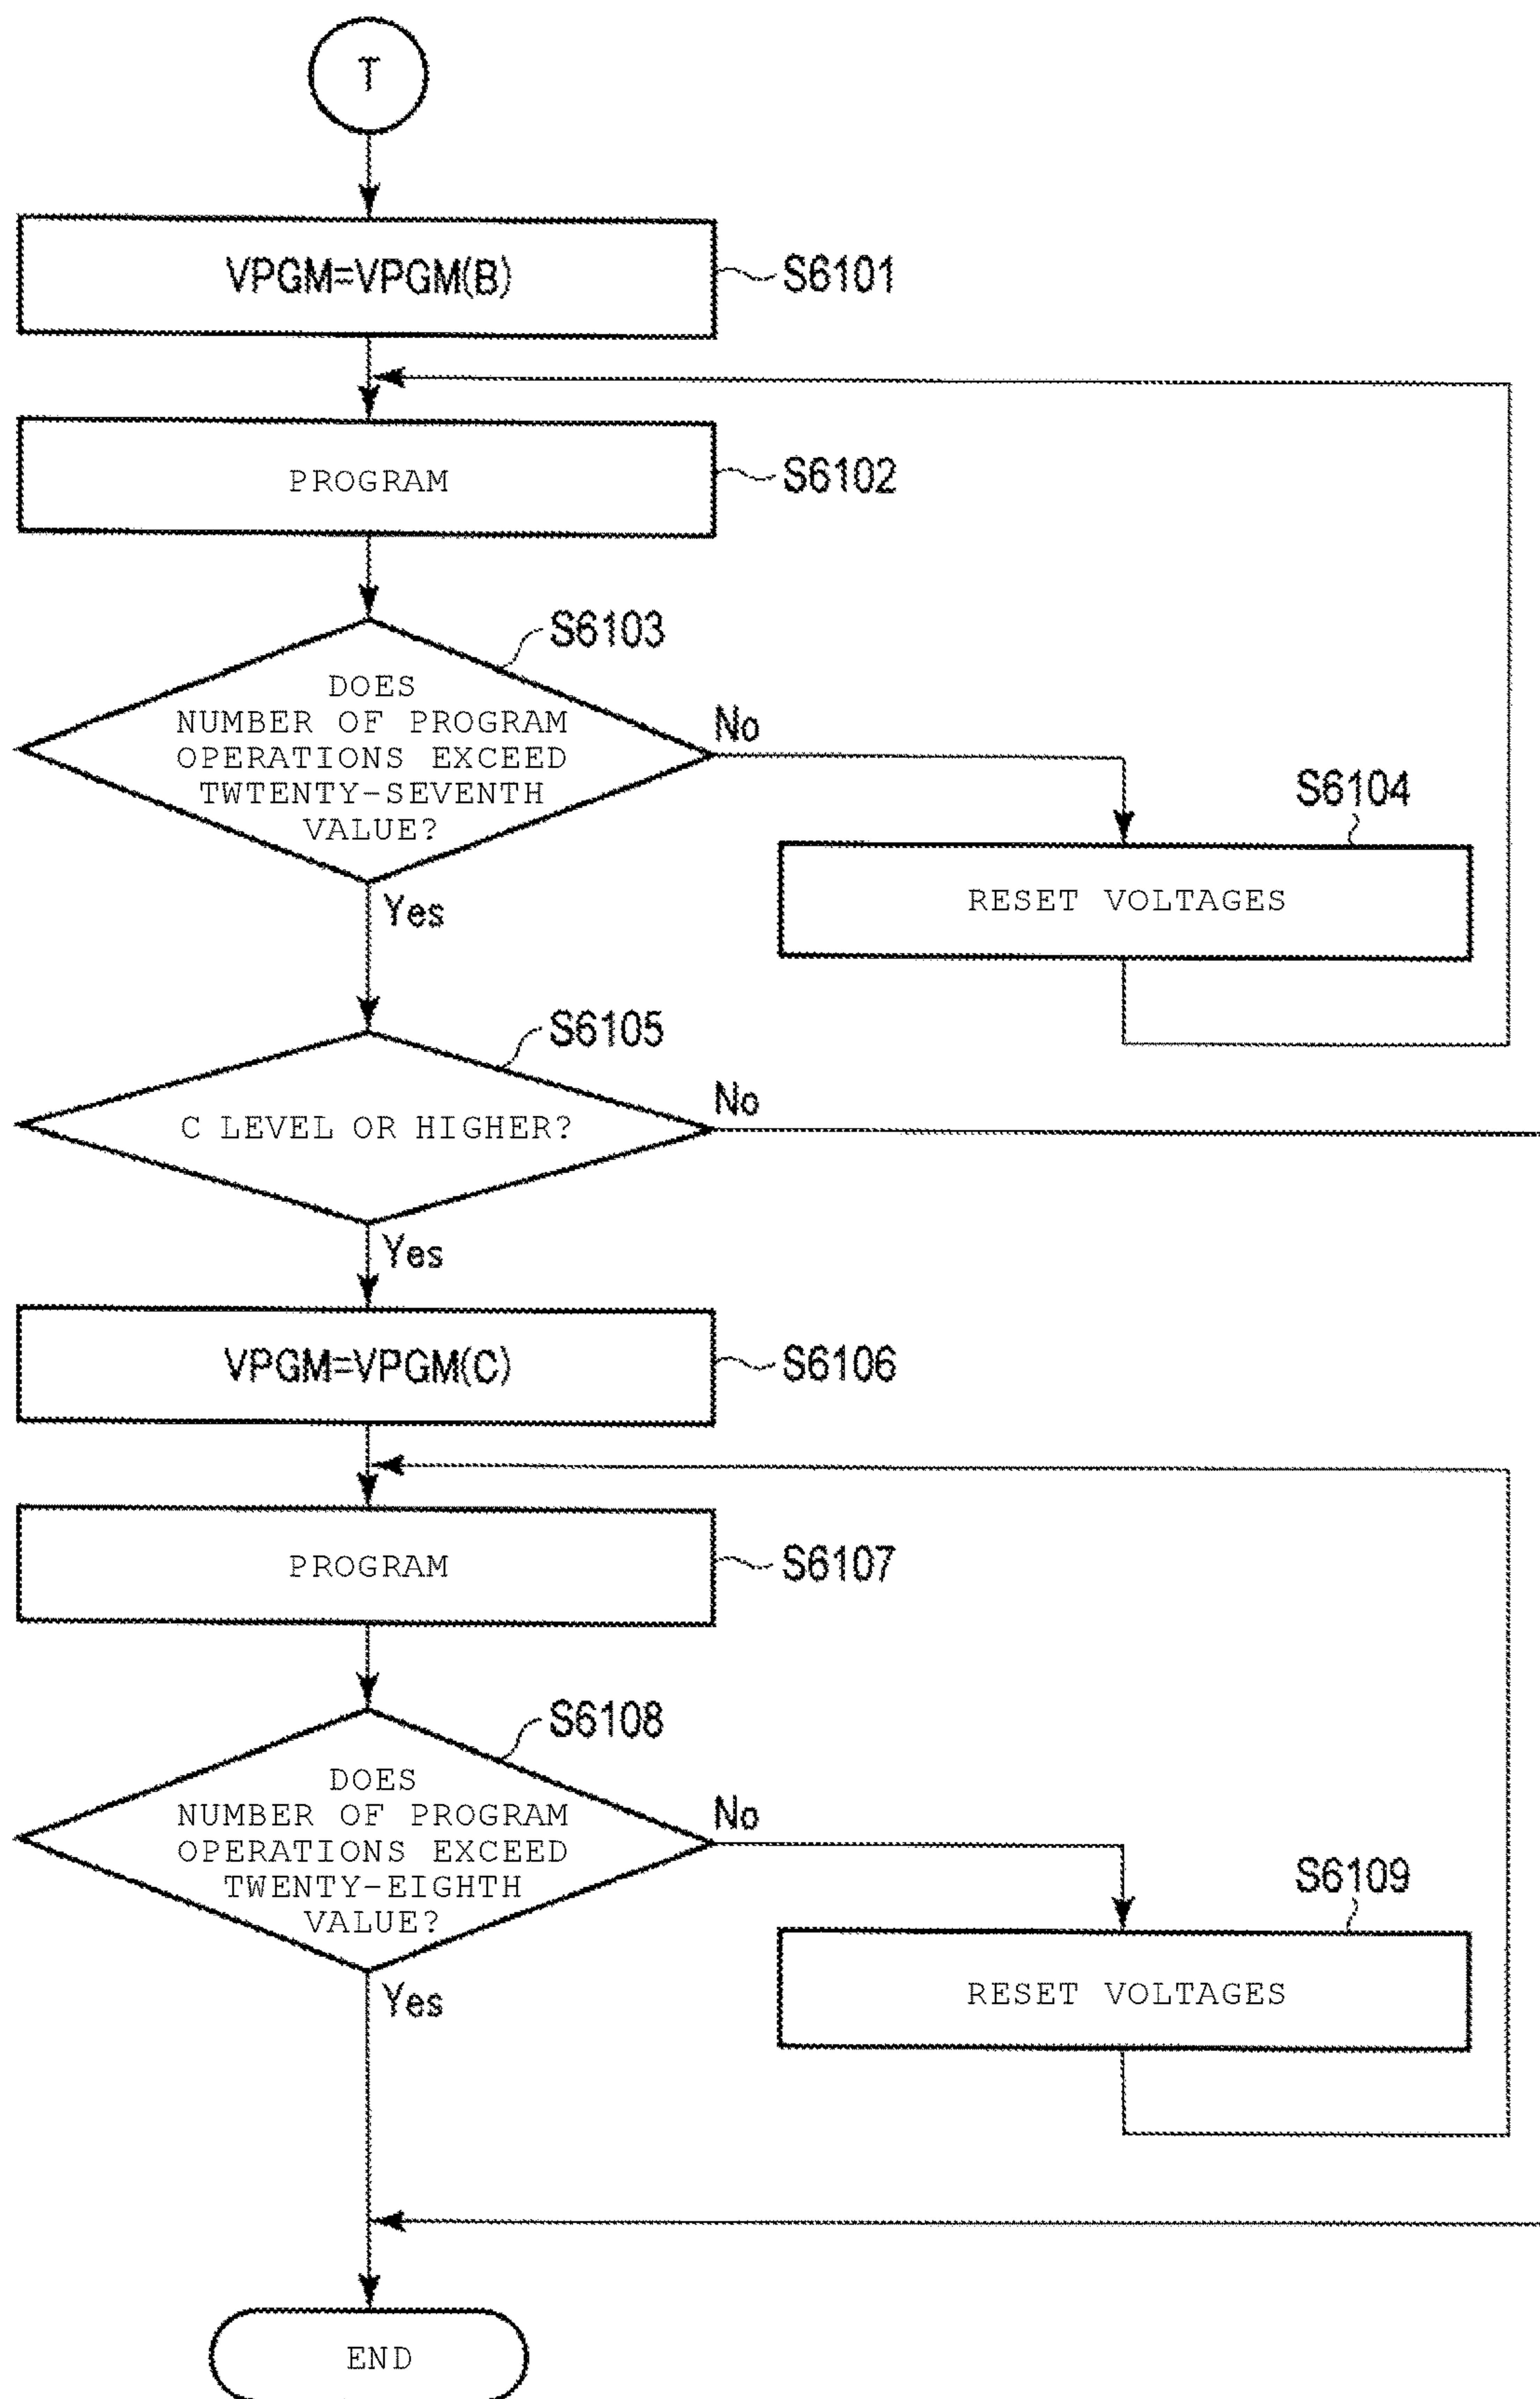 T
VPGM=VPGM(B)
S6101
PROGRAM
S6102
S6103
DOES
NUMBER OF PROGRAM
OPERATIONS EXCEED
TWTENTY-SEVENTH
VALUE?
No
Yes
S6104
RESET VOLTAGES
S6105
C LEVEL OR HIGHER?
No
Yes
VPGM=VPGM(C)
S6106
PROGRAM
S6107
S6108
DOES
NUMBER OF PROGRAM
OPERATIONS EXCEED
TWENTY-EIGHTH
VALUE?
No
Yes
S6109
RESET VOLTAGES
END